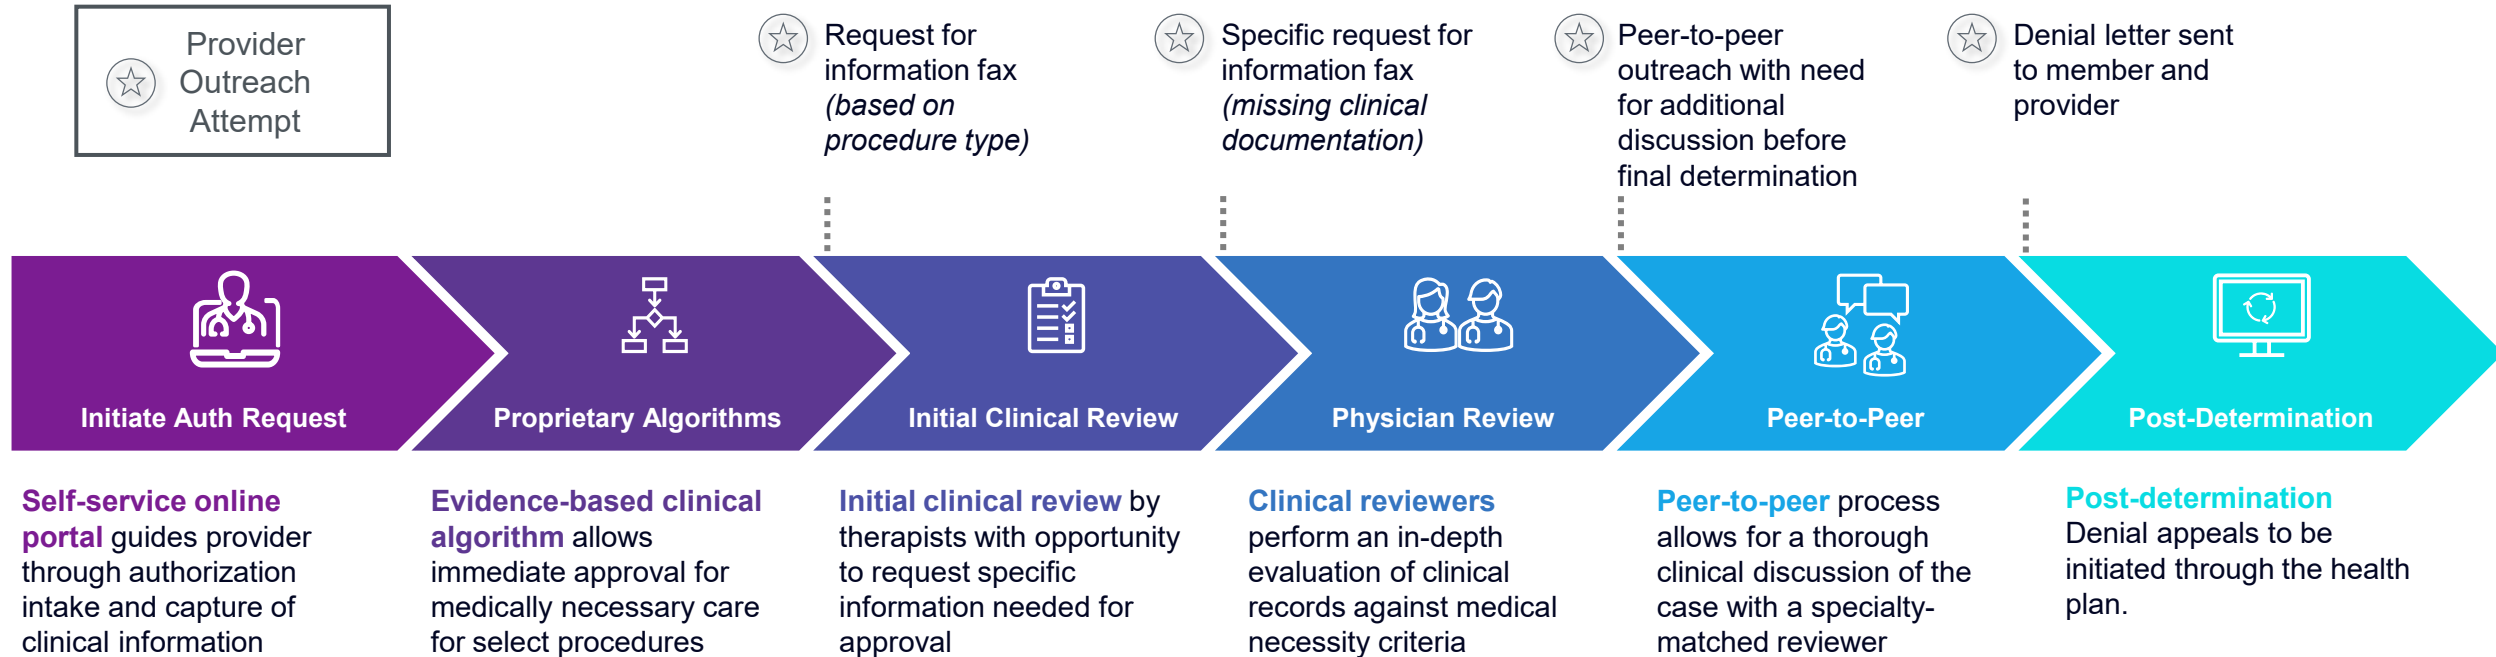 Provider
Outreach
Attempt
Request for
information fax
(based on
procedure type)
Specific request for
information fax
(missing clinical
documentation)
Peer-to-peer
outreach with need
for additional
discussion before
final determination
Denial letter sent
to member and
provider
Initiate Auth Request
Proprietary Algorithms
Initial Clinical Review
Physician Review
Peer-to-Peer
Post-Determination
Self-service online
portal guides provider
through authorization
intake and capture of
clinical information
Evidence-based clinical
algorithm allows
immediate approval for
medically necessary care
for select procedures
Initial clinical review by
therapists with opportunity
to request specific
information needed for
approval
Clinical reviewers
perform an in-depth
evaluation of clinical
records against medical
necessity criteria
Peer-to-peer process
allows for a thorough
clinical discussion of the
case with a specialty-
matched reviewer
Post-determination
Denial appeals to be
initiated through the health
plan.